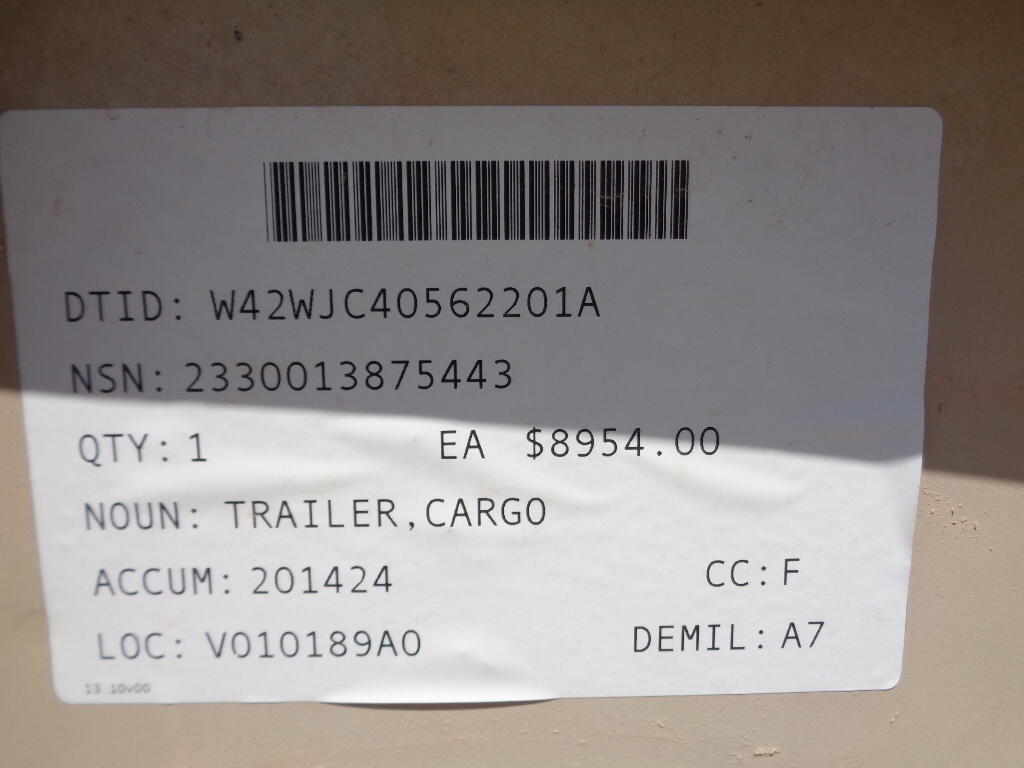 DTID: W42WJC40562201A
NSN: 2330013875443
QTY: 1 EA $8954.00
NOUN: TRAILER,CARGO
ACCUM: 201424 CC: F
LOC: V010189A0 DEMIL: A7
13.10v00